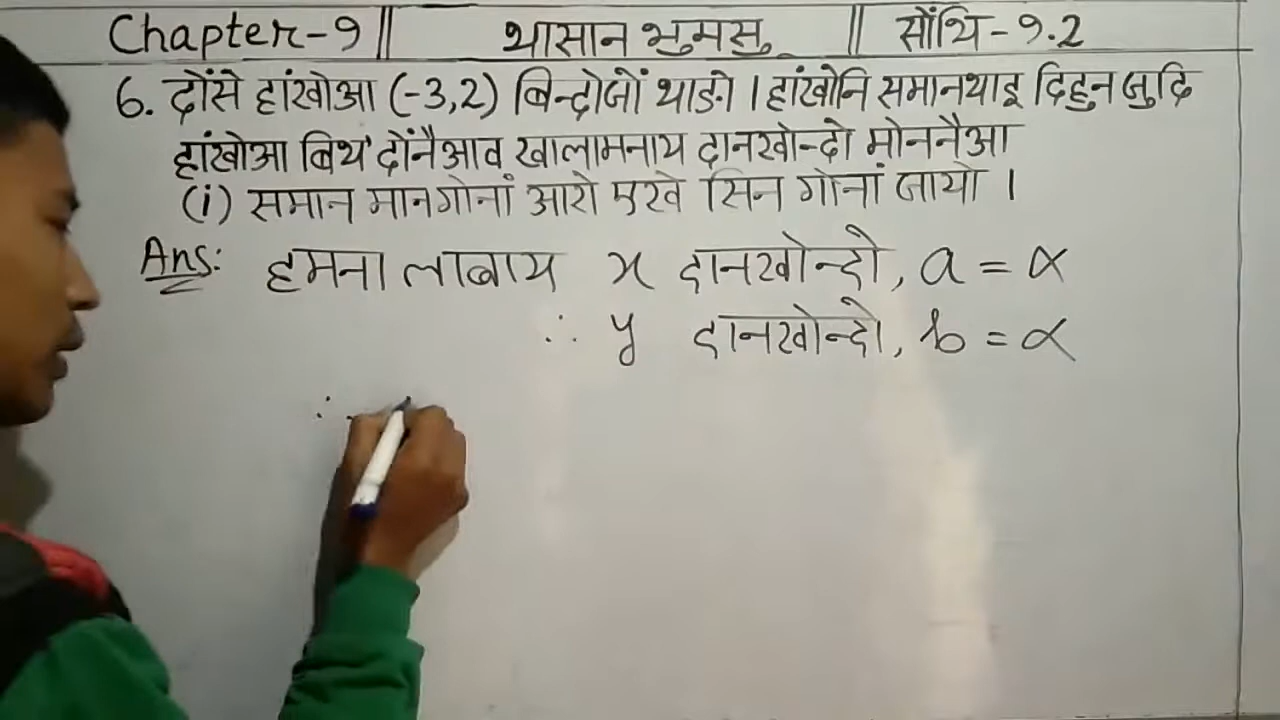 Chapter-9 || थासान भुमसु || सोंथि - 9.2
6. दोंसे हांखोआ (-3,2) बिन्दोजों थाङो । हांखोनि समानथाइ दिहुन जुदि
हांखोआ बिथ' दोंनैआव खालामनाय दानखोन्दो मोननैआ
(i) समान मानगोनां आरो एखे सिन गोनां जायो ।
Ans: हमना लाबाय x दानखोन्दो, a = α
∴ y दानखोन्दो, b = α
∴